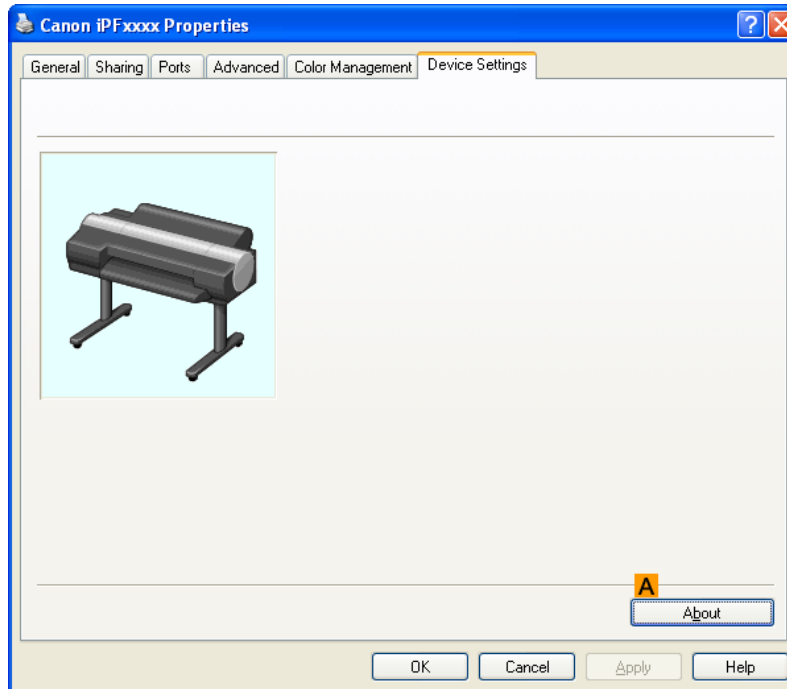 Canon iPFxxxx Properties
General Sharing Ports Advanced Color Management Device Settings
A
About
OK Cancel Apply Help